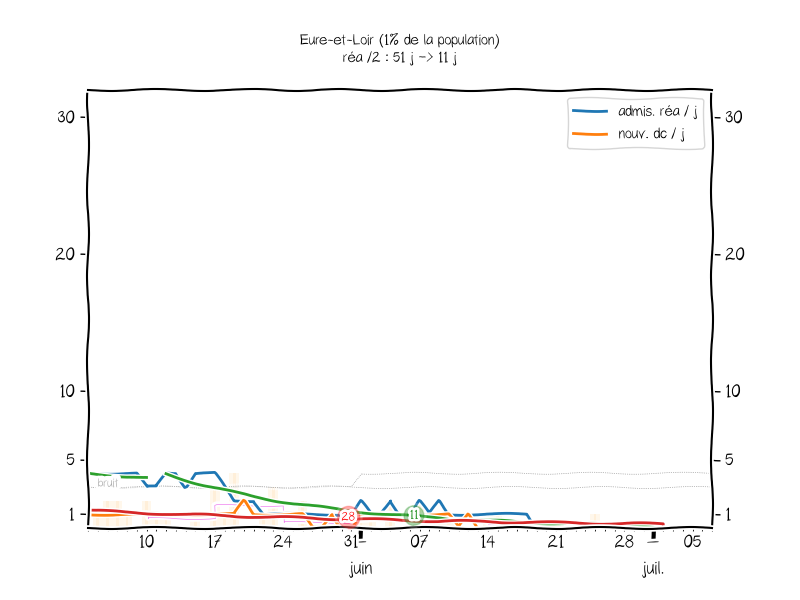 Eure-et-Loir (1% de la population)
réa /2 : 51 j -> 11 j
admis. réa / j
nouv. dc / j
30
30
20
20
10
10
5
5
bruit
1
28
11
1
10 17 24 31 07 14 21 28 05
juin juil.